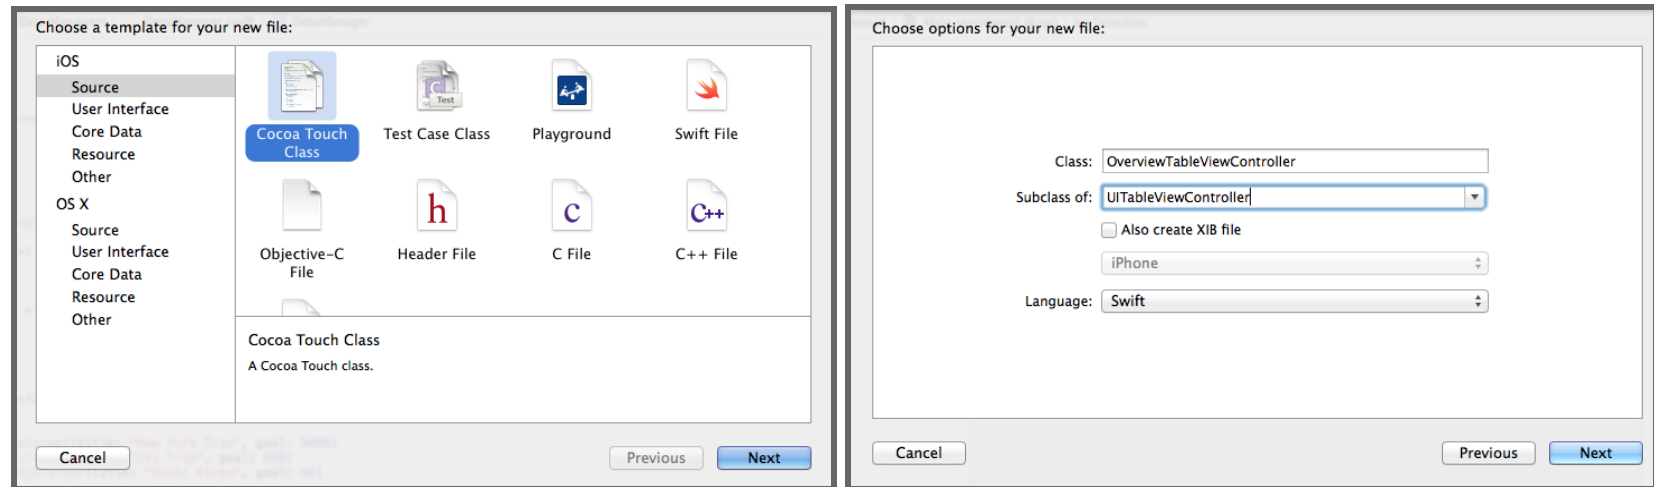 Choose a template for your new file:
iOS
Source
User Interface
Core Data
Resource
Other
OS X
Source
User Interface
Core Data
Resource
Other
Cocoa Touch
Class
Test
Test Case Class
Playground
Swift File
Objective-C
File
h
Header File
c
C File
C++
C++ File
Cocoa Touch Class
A Cocoa Touch class.
Cancel
Previous
Next
Choose options for your new file:
Class: OverviewTableViewController
Subclass of: UITableViewController
Also create XIB file
iPhone
Language: Swift
Cancel
Previous
Next